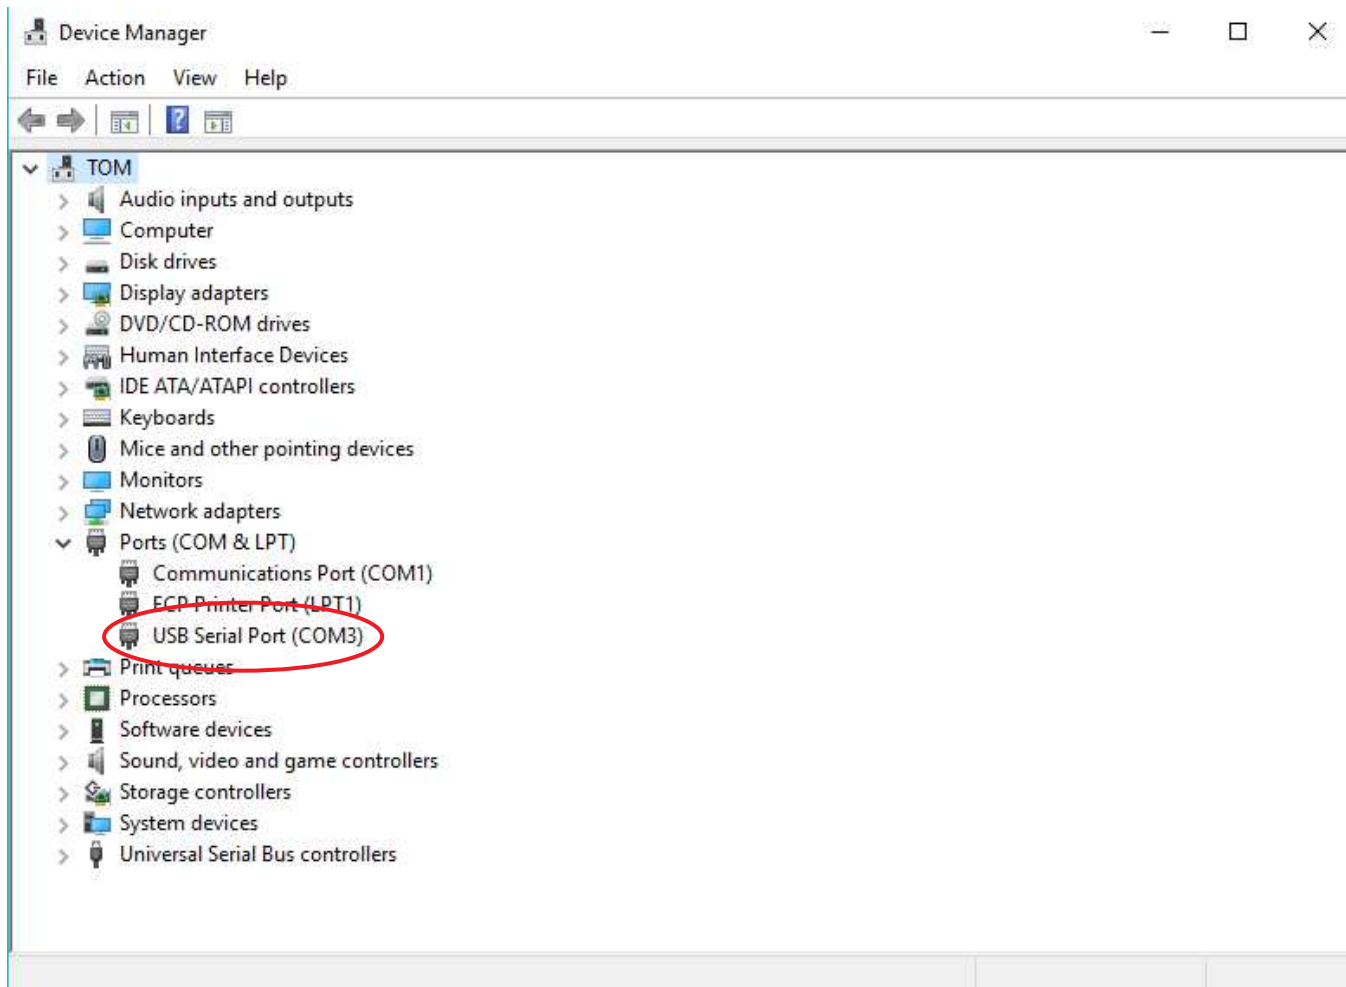 Device Manager
File Action View Help
TOM
Audio inputs and outputs
Computer
Disk drives
Display adapters
DVD/CD-ROM drives
Human Interface Devices
IDE ATA/ATAPI controllers
Keyboards
Mice and other pointing devices
Monitors
Network adapters
Ports (COM & LPT)
Communications Port (COM1)
ECP Printer Port (LPT1)
USB Serial Port (COM3)
Print queues
Processors
Software devices
Sound, video and game controllers
Storage controllers
System devices
Universal Serial Bus controllers